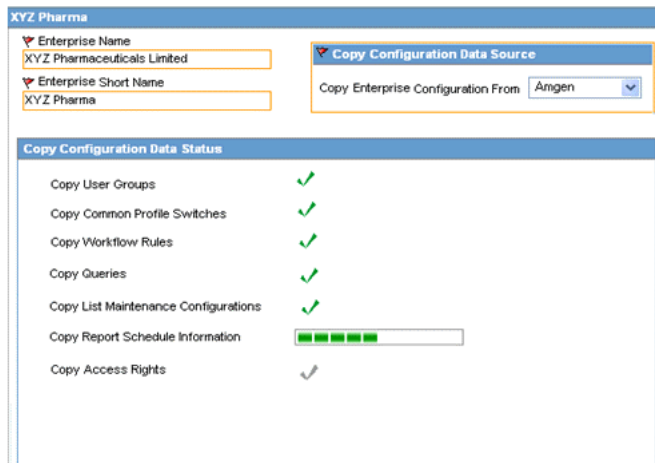 XYZ Pharma
Enterprise Name
XYZ Pharmaceuticals Limited
Enterprise Short Name
XYZ Pharma
Copy Configuration Data Source
Copy Enterprise Configuration From Amgen
Copy Configuration Data Status
Copy User Groups
Copy Common Profile Switches
Copy Workflow Rules
Copy Queries
Copy List Maintenance Configurations
Copy Report Schedule Information
Copy Access Rights